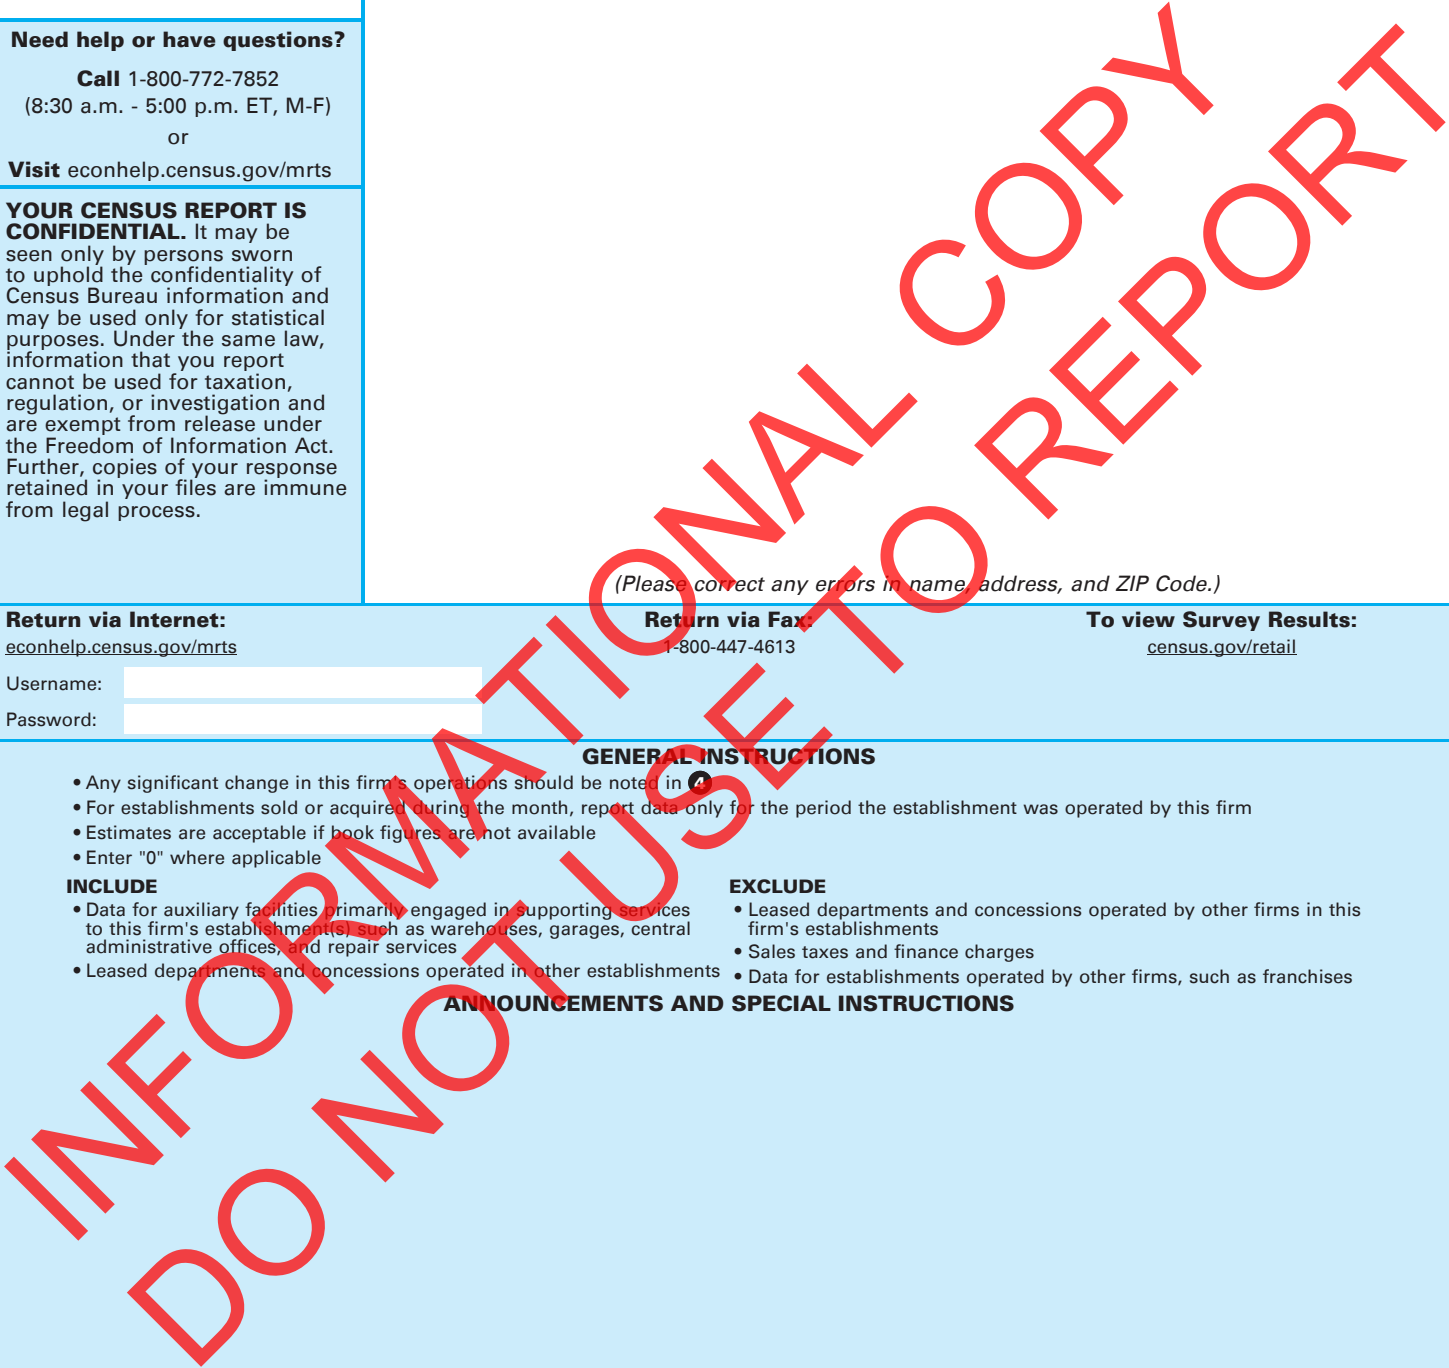 Need help or have questions?
Call 1-800-772-7852
(8:30 a.m. - 5:00 p.m. ET, M-F)
or
Visit econhelp.census.gov/mrts
YOUR CENSUS REPORT IS
CONFIDENTIAL. It may be
seen only by persons sworn
to uphold the confidentiality of
Census Bureau information and
may be used only for statistical
purposes. Under the same law,
information that you report
cannot be used for taxation,
regulation, or investigation and
are exempt from release under
the Freedom of Information Act.
Further, copies of your response
retained in your files are immune
from legal process.
(Please correct any errors in name, address, and ZIP Code.)
Return via Internet:
econhelp.census.gov/mrts
Username:
Password:
Return via Fax:
1-800-447-4613
To view Survey Results:
census.gov/retail
GENERAL INSTRUCTIONS
• Any significant change in this firm's operations should be noted in 4
• For establishments sold or acquired during the month, report data only for the period the establishment was operated by this firm
• Estimates are acceptable if book figures are not available
• Enter "0" where applicable
INCLUDE
• Data for auxiliary facilities primarily engaged in supporting services
to this firm's establishment(s) such as warehouses, garages, central
administrative offices, and repair services
• Leased departments and concessions operated in other establishments
EXCLUDE
• Leased departments and concessions operated by other firms in this
firm's establishments
• Sales taxes and finance charges
• Data for establishments operated by other firms, such as franchises
ANNOUNCEMENTS AND SPECIAL INSTRUCTIONS
INFORMATIONAL COPY
DO NOT USE TO REPORT